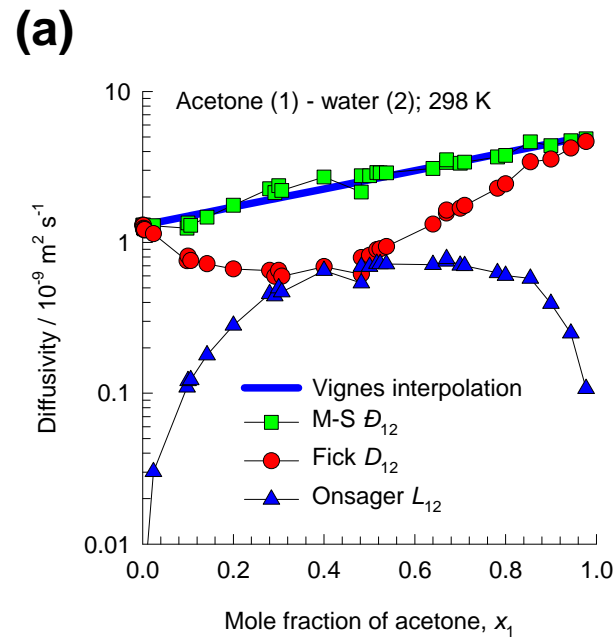 (a)
Acetone (1) - water (2); 298 K
10
1
0.1
0.01
Diffusivity / 10⁻⁹ m² s⁻¹
Vignes interpolation
M-S Đ₁₂
Fick D₁₂
Onsager L₁₂
0.0 0.2 0.4 0.6 0.8 1.0
Mole fraction of acetone, x₁